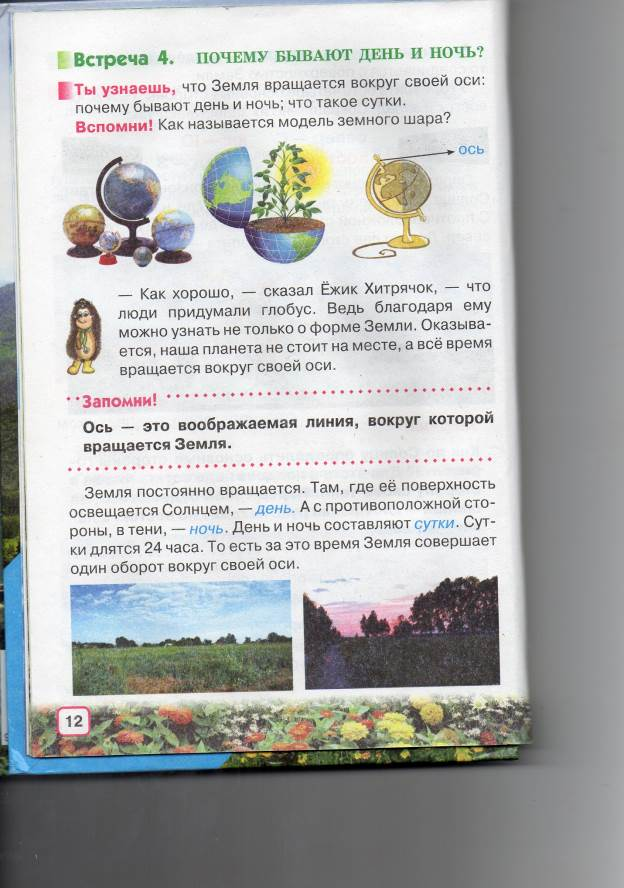 Встреча 4. ПОЧЕМУ БЫВАЮТ ДЕНЬ И НОЧЬ?
Ты узнаешь, что Земля вращается вокруг своей оси:
почему бывают день и ночь; что такое сутки.
Вспомни! Как называется модель земного шара?
ось
— Как хорошо, — сказал Ёжик Хитрячок, — что
люди придумали глобус. Ведь благодаря ему
можно узнать не только о форме Земли. Оказыва-
ется, наша планета не стоит на месте, а всё время
вращается вокруг своей оси.
Запомни!
Ось — это воображаемая линия, вокруг которой
вращается Земля.
Земля постоянно вращается. Там, где её поверхность
освещается Солнцем, — день. А с противоположной сто-
роны, в тени, — ночь. День и ночь составляют сутки. Сут-
ки длятся 24 часа. То есть за это время Земля совершает
один оборот вокруг своей оси.
12